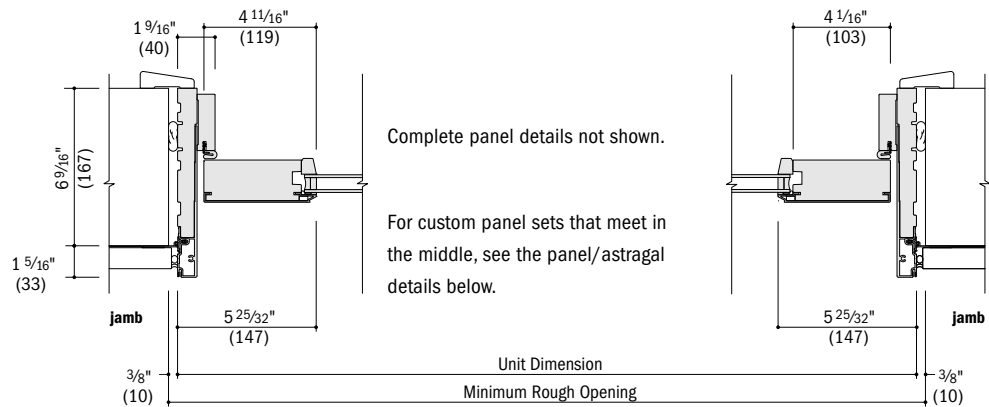 4 11/16"
(119)
1 9/16"
(40)
4 1/16"
(103)
6 9/16"
(167)
Complete panel details not shown.
For custom panel sets that meet in
the middle, see the panel/astragal
details below.
1 5/16"
(33)
jamb
5 25/32"
(147)
5 25/32"
(147)
jamb
Unit Dimension
3/8"
(10)
Minimum Rough Opening
3/8"
(10)